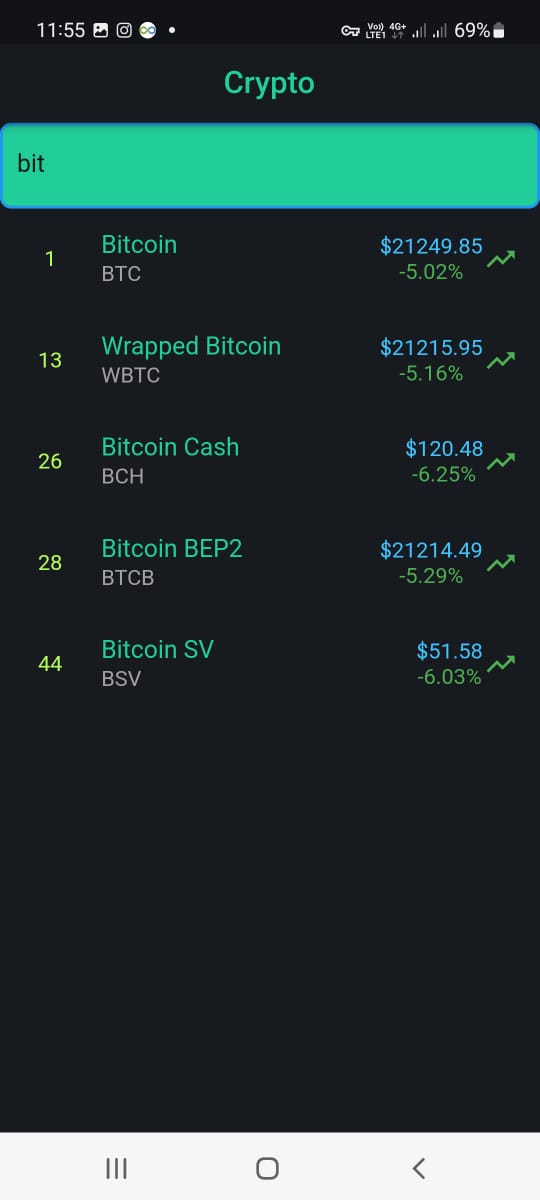 11:55
Vo)) LTE1 4G+ 69%
Crypto
bit
1 Bitcoin $21249.85
BTC -5.02%
13 Wrapped Bitcoin $21215.95
WBTC -5.16%
26 Bitcoin Cash $120.48
BCH -6.25%
28 Bitcoin BEP2 $21214.49
BTCB -5.29%
44 Bitcoin SV $51.58
BSV -6.03%